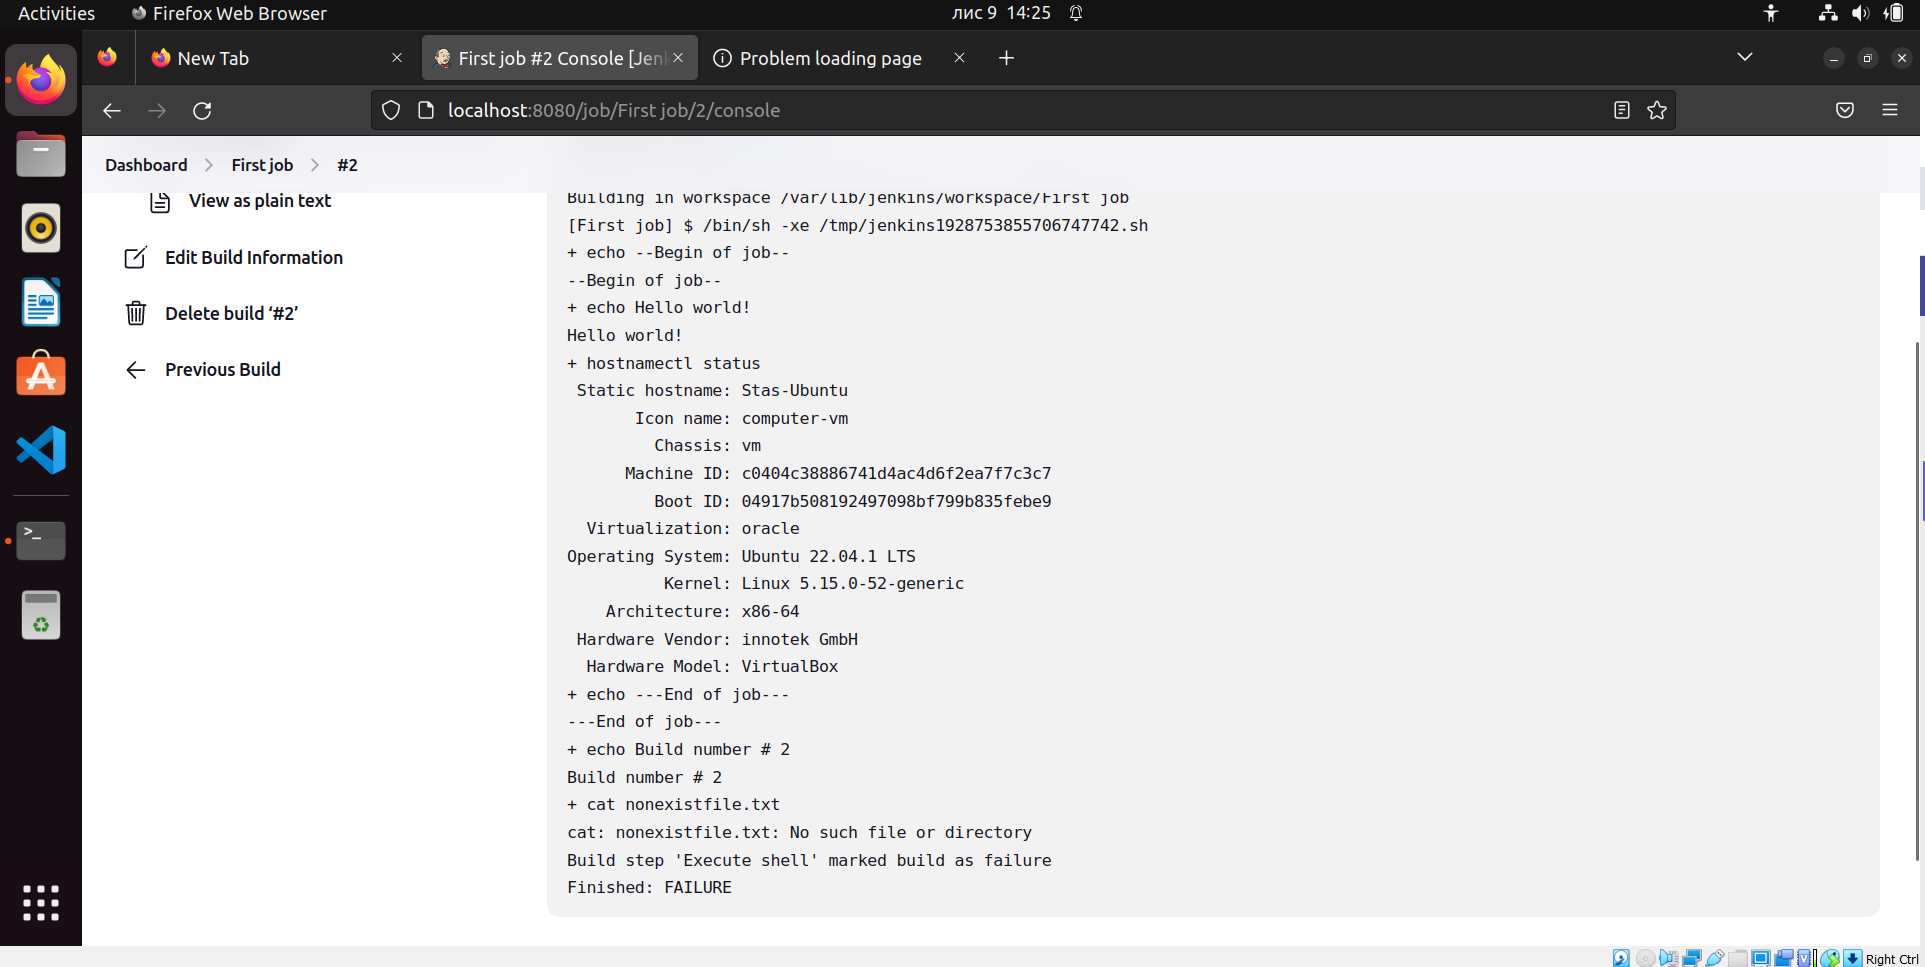 Activities
Firefox Web Browser
лис 9 14:25
New Tab
First job #2 Console [Jen
Problem loading page
localhost:8080/job/First job/2/console
Dashboard
First job
#2
View as plain text
Edit Build Information
Delete build ‘#2’
Previous Build
Building in workspace /var/lib/jenkins/workspace/First job
[First job] $ /bin/sh -xe /tmp/jenkins1928753855706747742.sh
+ echo --Begin of job--
--Begin of job--
+ echo Hello world!
Hello world!
+ hostnamectl status
Static hostname: Stas-Ubuntu
Icon name: computer-vm
Chassis: vm
Machine ID: c0404c38886741d4ac4d6f2ea7f7c3c7
Boot ID: 04917b508192497098bf799b835febe9
Virtualization: oracle
Operating System: Ubuntu 22.04.1 LTS
Kernel: Linux 5.15.0-52-generic
Architecture: x86-64
Hardware Vendor: innotek GmbH
Hardware Model: VirtualBox
+ echo ---End of job---
---End of job---
+ echo Build number # 2
Build number # 2
+ cat nonexistfile.txt
cat: nonexistfile.txt: No such file or directory
Build step 'Execute shell' marked build as failure
Finished: FAILURE
Right Ctrl